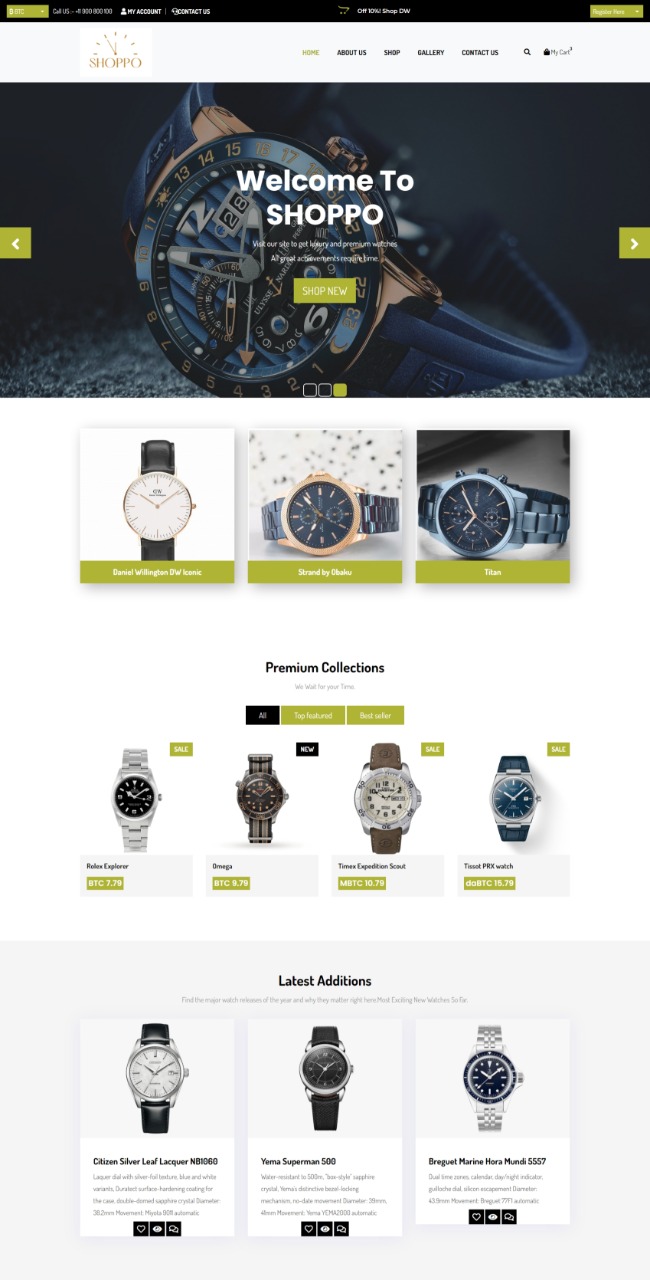 ₿ BTC
Call US :- +11 900 800 100
MY ACCOUNT
CONTACT US
Off 10%! Shop DW
Register Here
SHOPPO
HOME
ABOUT US
SHOP
GALLERY
CONTACT US
My Cart 3
Welcome To
SHOPPO
Visit our site to get luxury and premium watches
All great achievements require time.
SHOP NEW
Daniel Willington DW Iconic
Strand by Obaku
Titan
Premium Collections
We Wait for your Time.
All
Top featured
Best seller
SALE
NEW
SALE
SALE
Rolex Explorer
BTC 7.79
Omega
BTC 9.79
Timex Expedition Scout
MBTC 10.79
Tissot PRX watch
daBTC 15.79
Latest Additions
Find the major watch releases of the year and why they matter right here.Most Exciting New Watches So Far.
Citizen Silver Leaf Lacquer NB1060
Lacquer dial with silver-foil texture; blue and white
variants, Duratect surface-hardening coating for
the case, double-domed sapphire crystal Diameter:
38.2mm Movement: Miyota 9011 automatic
Yema Superman 500
Water-resistant to 500m, "box-style" sapphire
crystal; Yema's distinctive bezel-locking
mechanism, no-date movement Diameter: 39mm,
41mm Movement: Yema YEMA2000 automatic
Breguet Marine Hora Mundi 5557
Dual time zones, calendar, day/night indicator,
guilloche dial, silicon escapement Diameter:
43.9mm Movement: Breguet 77F1 automatic